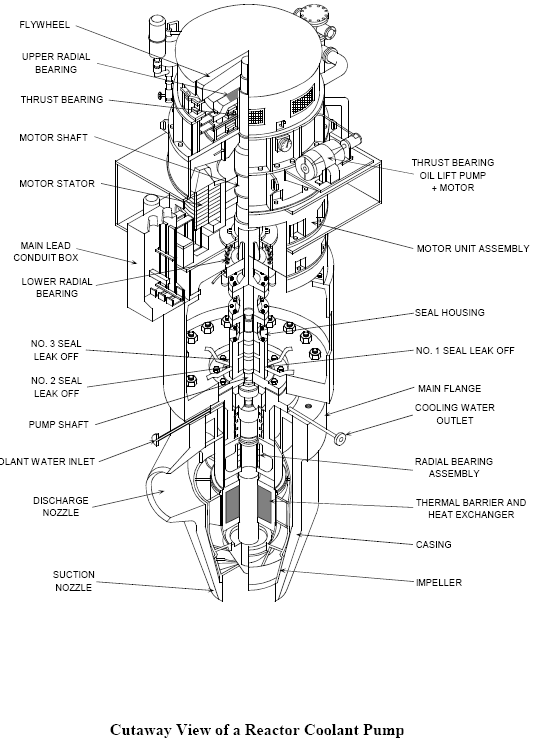 FLYWHEEL
UPPER RADIAL
BEARING
THRUST BEARING
MOTOR SHAFT
MOTOR STATOR
MAIN LEAD
CONDUIT BOX
LOWER RADIAL
BEARING
NO. 3 SEAL
LEAK OFF
NO. 2 SEAL
LEAK OFF
PUMP SHAFT
OLANT WATER INLET
DISCHARGE
NOZZLE
SUCTION
NOZZLE
THRUST BEARING
OIL LIFT PUMP
+ MOTOR
MOTOR UNIT ASSEMBLY
SEAL HOUSING
NO. 1 SEAL LEAK OFF
MAIN FLANGE
COOLING WATER
OUTLET
RADIAL BEARING
ASSEMBLY
THERMAL BARRIER AND
HEAT EXCHANGER
CASING
IMPELLER
Cutaway View of a Reactor Coolant Pump